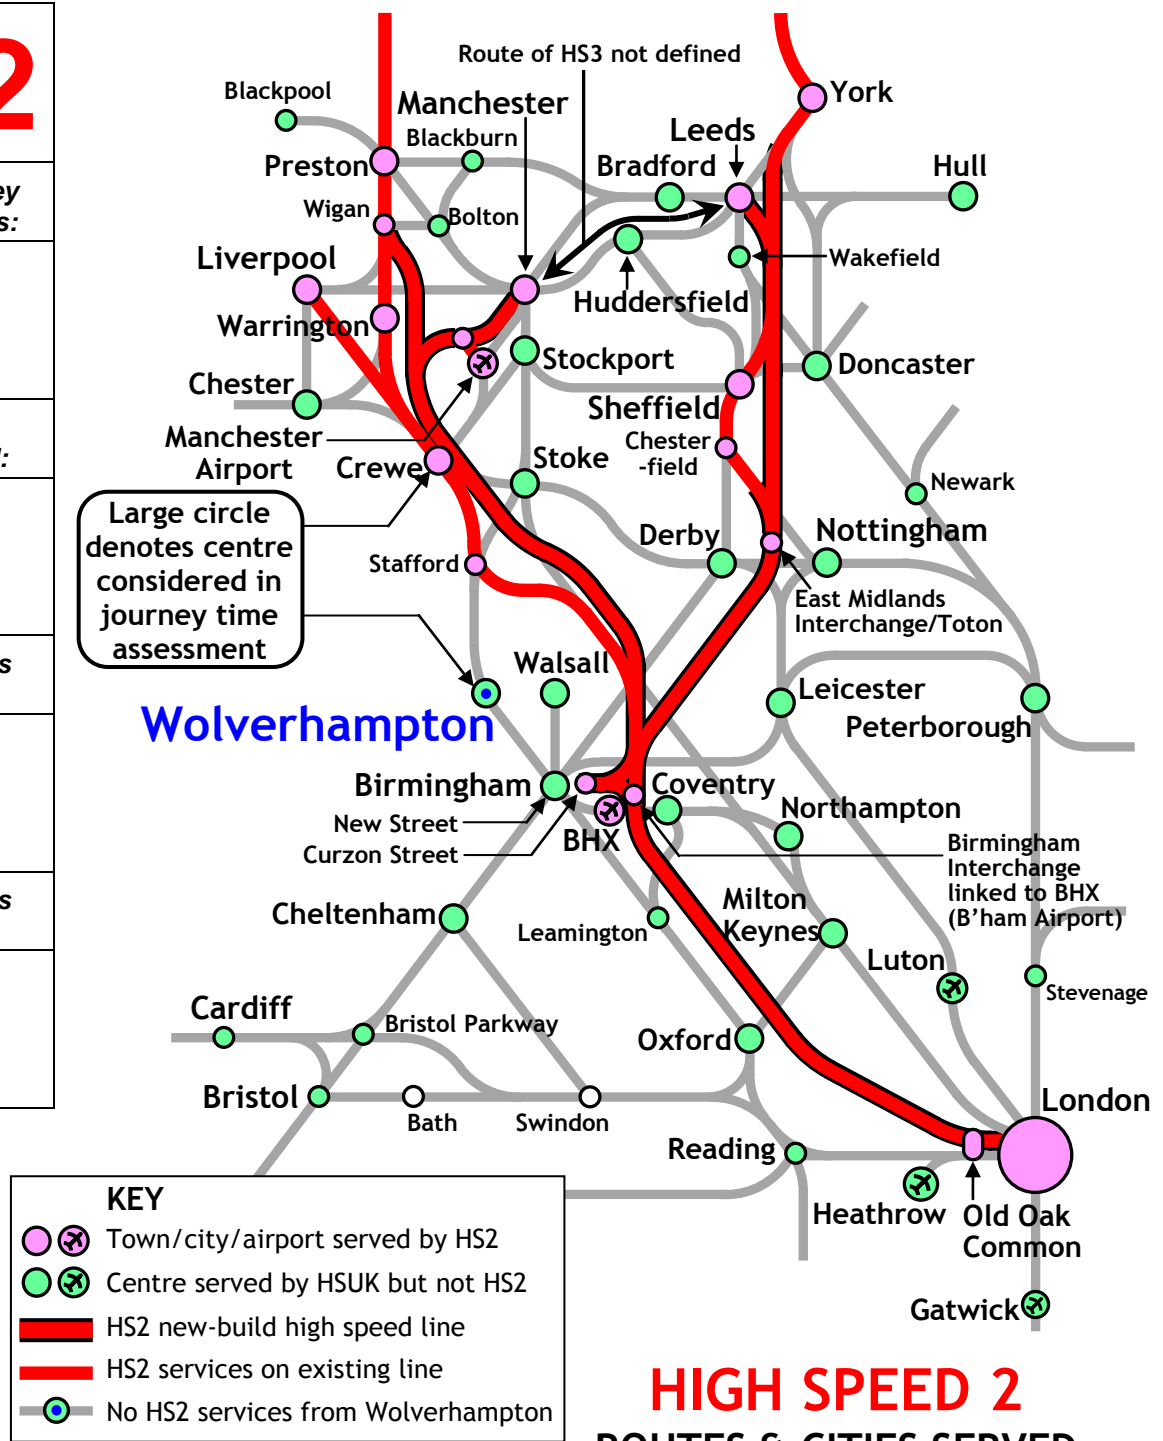 2
ey
s:
l:
s
s
Route of HS3 not defined
York
Blackpool
Manchester
Leeds
Blackburn
Bradford
Hull
Preston
Wigan
Bolton
Liverpool
Wakefield
Huddersfield
Warrington
Stockport
Doncaster
Chester
Sheffield
Manchester
Airport
Chester
-field
Crewe
Stoke
Newark
Large circle
denotes centre
considered in
journey time
assessment
Derby
Nottingham
Stafford
East Midlands
Interchange/Toton
Walsall
Leicester
Wolverhampton
Peterborough
Birmingham
Coventry
Northampton
New Street
Curzon Street
BHX
Birmingham
Interchange
linked to BHX
(B'ham Airport)
Milton
Keynes
Cheltenham
Leamington
Luton
Stevenage
Cardiff
Bristol Parkway
Oxford
Bristol
Bath
Swindon
London
Reading
Heathrow
Old Oak
Common
Gatwick
KEY
Town/city/airport served by HS2
Centre served by HSUK but not HS2
HS2 new-build high speed line
HS2 services on existing line
No HS2 services from Wolverhampton
HIGH SPEED 2
ROUTES & CITIES SERVED